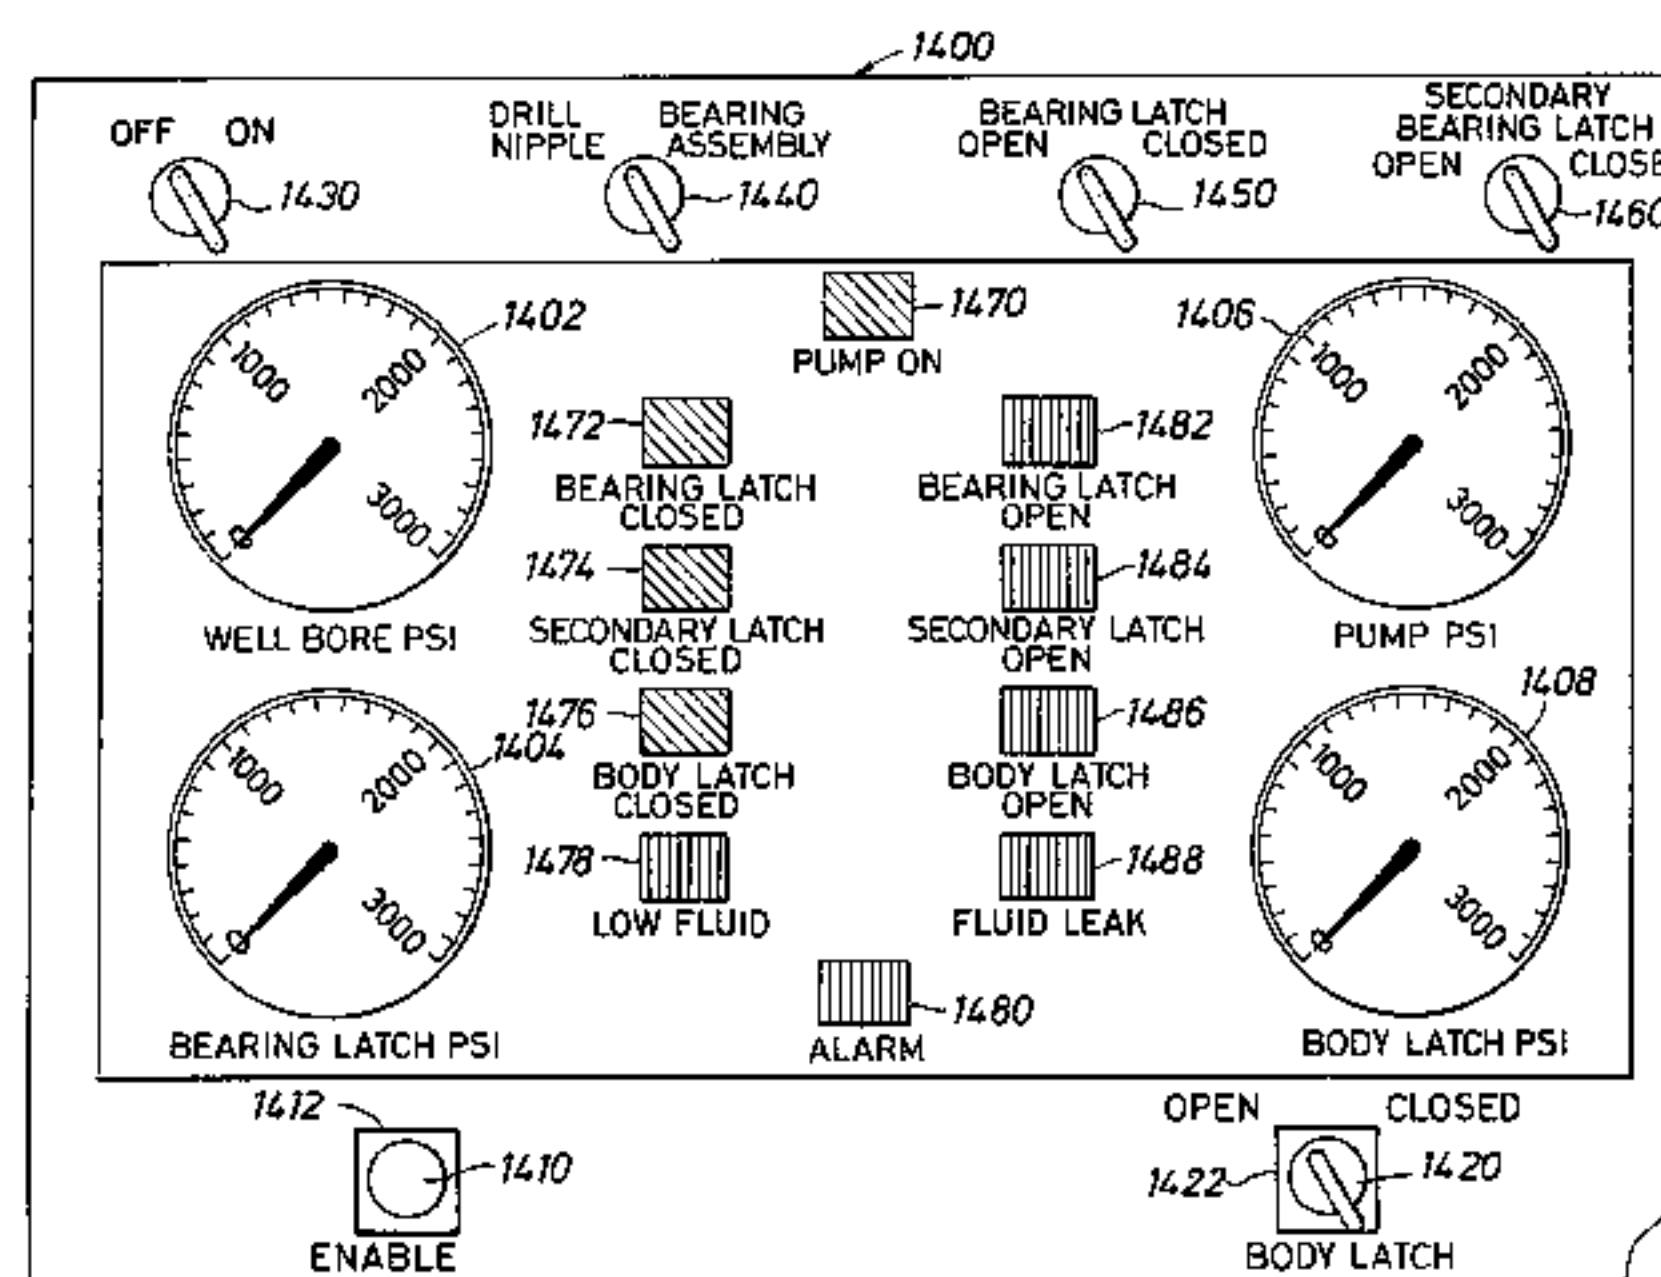 1400
OFF ON
1430
DRILL NIPPLE
BEARING ASSEMBLY
1440
BEARING LATCH
OPEN CLOSED
1450
SECONDARY
BEARING LATCH
OPEN
1402
WELL BORE PSI
1000
2000
3000
0
1470
PUMP ON
1406
1000
2000
3000
0
PUMP PSI
1472
BEARING LATCH
CLOSED
1482
BEARING LATCH
OPEN
1474
SECONDARY LATCH
CLOSED
1484
SECONDARY LATCH
OPEN
1476
BODY LATCH
CLOSED
1486
BODY LATCH
OPEN
1404
1000
2000
3000
0
BEARING LATCH PSI
1478
LOW FLUID
1488
FLUID LEAK
1480
ALARM
1408
1000
2000
3000
0
BODY LATCH PSI
1412
1410
ENABLE
OPEN CLOSED
1422
1420
BODY LATCH